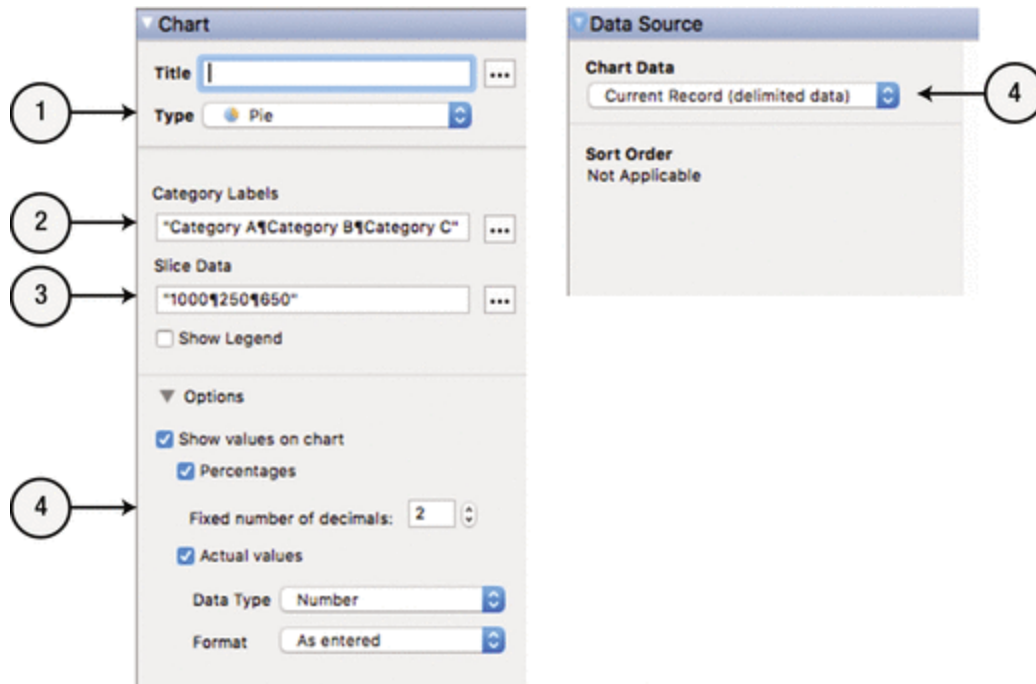 Chart
Title
...
1
Type Pie
Category Labels
2
"Category A¶Category B¶Category C"
...
Slice Data
3
"1000¶250¶650"
...
Show Legend
Options
Show values on chart
Percentages
4
Fixed number of decimals: 2
Actual values
Data Type Number
Format As entered
Data Source
Chart Data
Current Record (delimited data)
4
Sort Order
Not Applicable